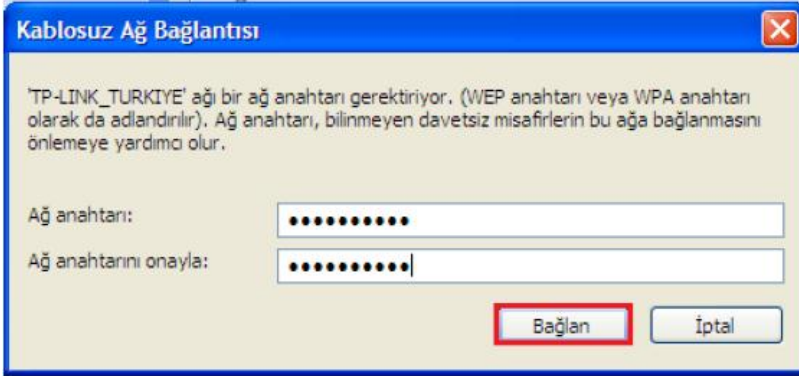 Kablosuz Ağ Bağlantısı
'TP-LINK_TURKIYE' ağı bir ağ anahtarı gerektiriyor. (WEP anahtarı veya WPA anahtarı
olarak da adlandırılır). Ağ anahtarı, bilinmeyen davetsiz misafirlerin bu ağa bağlanmasını
önlemeye yardımcı olur.
Ağ anahtarı: ●●●●●●●●●●
Ağ anahtarını onayla: ●●●●●●●●●●
Bağlan İptal